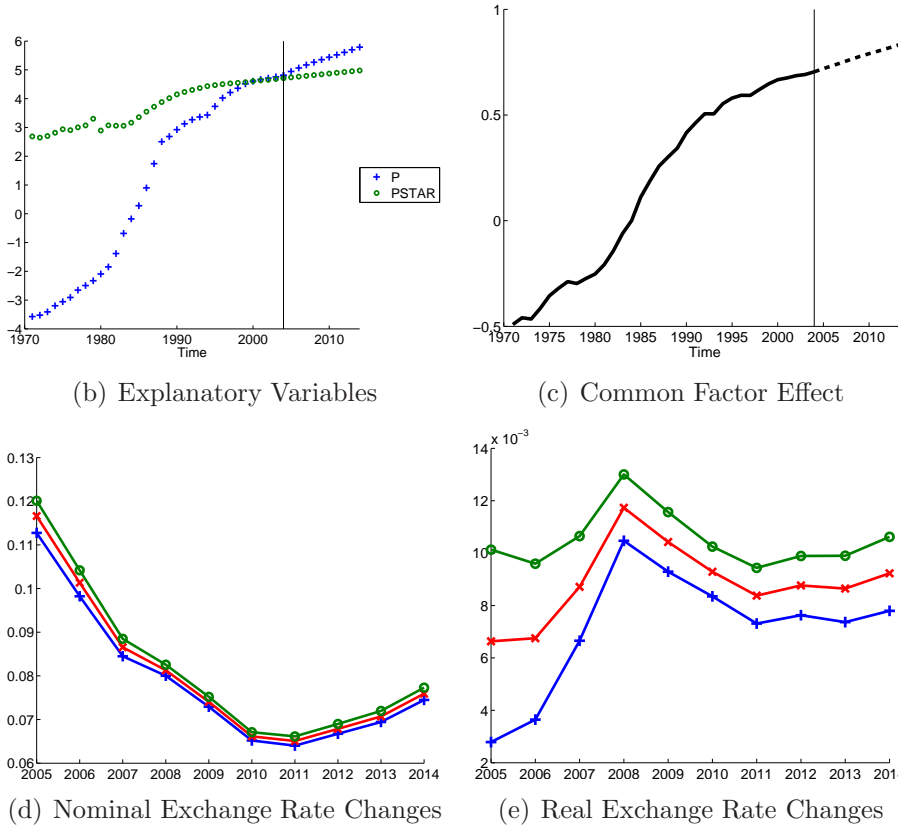 6
5
4
3
2
1
0
−1
−2
−3
−4
1970 1980 1990 2000 2010
Time
P
PSTAR
(b) Explanatory Variables
1
0.5
0
−0.5
1970 1975 1980 1985 1990 1995 2000 2005 2010
Time
(c) Common Factor Effect
0.13
0.12
0.11
0.1
0.09
0.08
0.07
0.06
2005 2006 2007 2008 2009 2010 2011 2012 2013 2014
(d) Nominal Exchange Rate Changes
x 10⁻³
14
12
10
8
6
4
2
2005 2006 2007 2008 2009 2010 2011 2012 2013 201
(e) Real Exchange Rate Changes